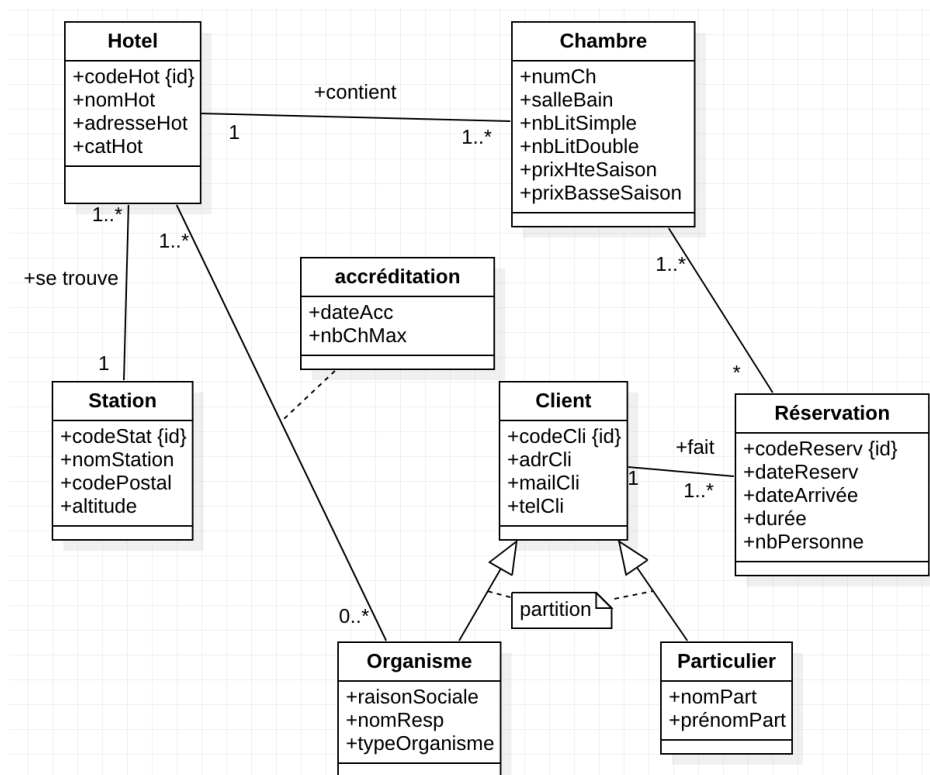 Hotel
+codeHot {id}
+nomHot
+adresseHot
+catHot
+contient
1
1..*
Chambre
+numCh
+salleBain
+nbLitSimple
+nbLitDouble
+prixHteSaison
+prixBasseSaison
1..*
1..*
+se trouve
1
1..*
*
accréditation
+dateAcc
+nbChMax
Station
+codeStat {id}
+nomStation
+codePostal
+altitude
Client
+codeCli {id}
+adrCli
+mailCli
+telCli
+fait
1
1..*
Réservation
+codeReserv {id}
+dateReserv
+dateArrivée
+durée
+nbPersonne
partition
0..*
Organisme
+raisonSociale
+nomResp
+typeOrganisme
Particulier
+nomPart
+prénomPart